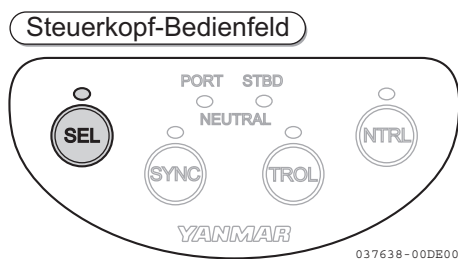 Steuerkopf-Bedienfeld
PORT STBD
NEUTRAL
SEL
NTRL
SYNC
TROL
YANMAR
037638-00DE00